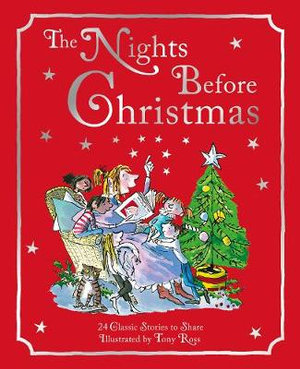 The Nights
Before
Christmas
24 Classic Stories to Share
Illustrated by Tony Ross